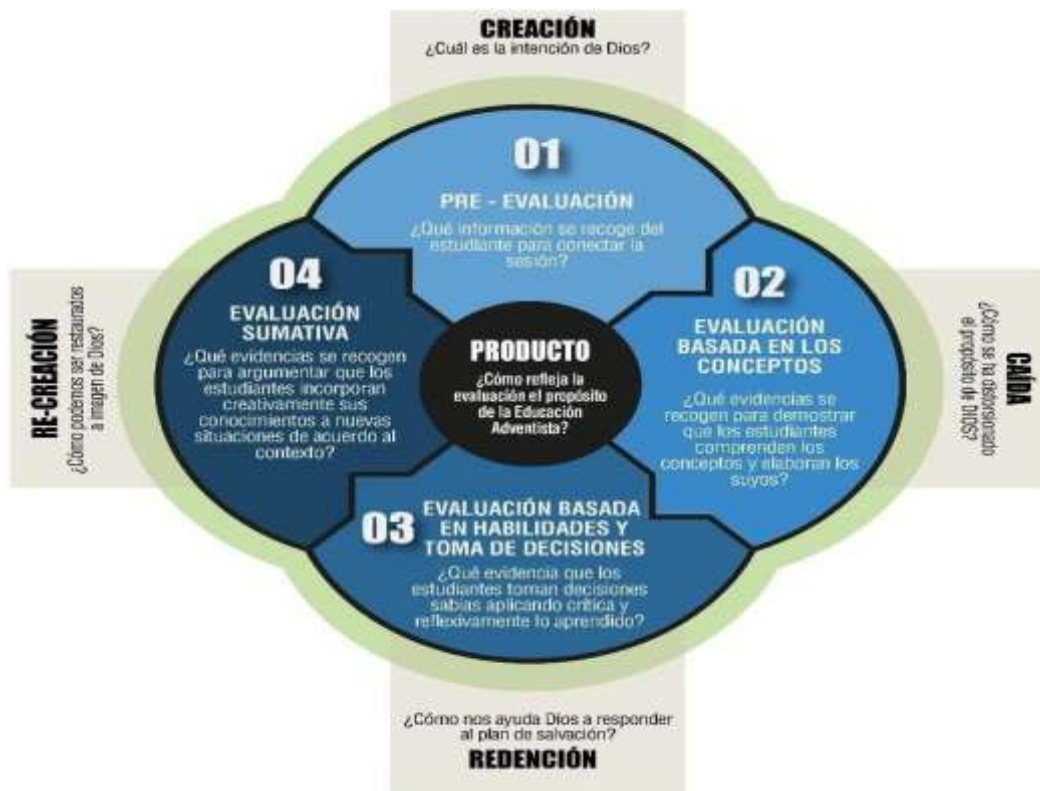 CREACIÓN
¿Cuál es la intención de Dios?
01
PRE - EVALUACIÓN
¿Qué información se recoge del
estudiante para conectar la
sesión?
02
EVALUACIÓN
BASADA EN LOS
CONCEPTOS
¿Qué evidencias se
recogen para demostrar
que los estudiantes
comprenden los
conceptos y elaboran los
suyos?
CAÍDA
¿Cómo se ha distorsionado
el propósito de DIOS?
PRODUCTO
¿Cómo refleja la
evaluación el propósito
de la Educación
Adventista?
03
EVALUACIÓN BASADA
EN HABILIDADES Y
TOMA DE DECISIONES
¿Qué evidencia que los
estudiantes toman decisiones
sabias aplicando crítica y
reflexivamente lo aprendido?
¿Cómo nos ayuda Dios a responder
al plan de salvación?
REDENCIÓN
04
EVALUACIÓN
SUMATIVA
¿Qué evidencias se recogen
para argumentar que los
estudiantes incorporan
creativamente sus
conocimientos a nuevas
situaciones de acuerdo al
contexto?
RE-CREACIÓN
¿Cómo podemos ser restaurados
a imagen de Dios?